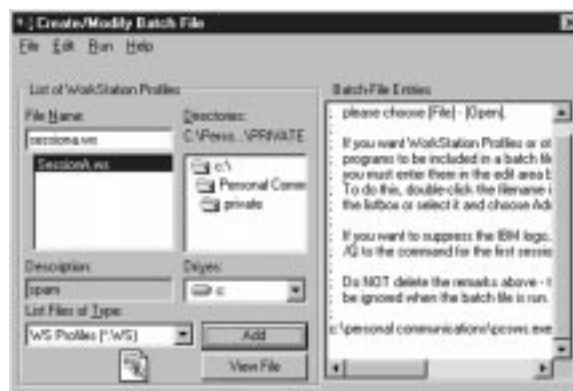 Create/Modify Batch File
File Edit Run Help
List of WorkStation Profiles
File Name:
sessiona.ws
SessionA.ws
Directories:
C:\Perso...\PRIVATE
c:\
Personal Comm
private
Description:
spam
Drives:
c:
List Files of Type:
WS Profiles (*.WS)
Add
View File
Batch-File Entries
; please choose [File] - [Open].
;
; If you want WorkStation Profiles or ot
; programs to be included in a batch file
; you must enter them in the edit area b
; To do this, double-click the filename i
; the listbox or select it and choose Add
;
; If you want to suppress the IBM logo,
; /Q to the command for the first sessio
;
; Do NOT delete the remarks above - t
; be ignored when the batch file is run.
c:\personal communications\pcsws.exe